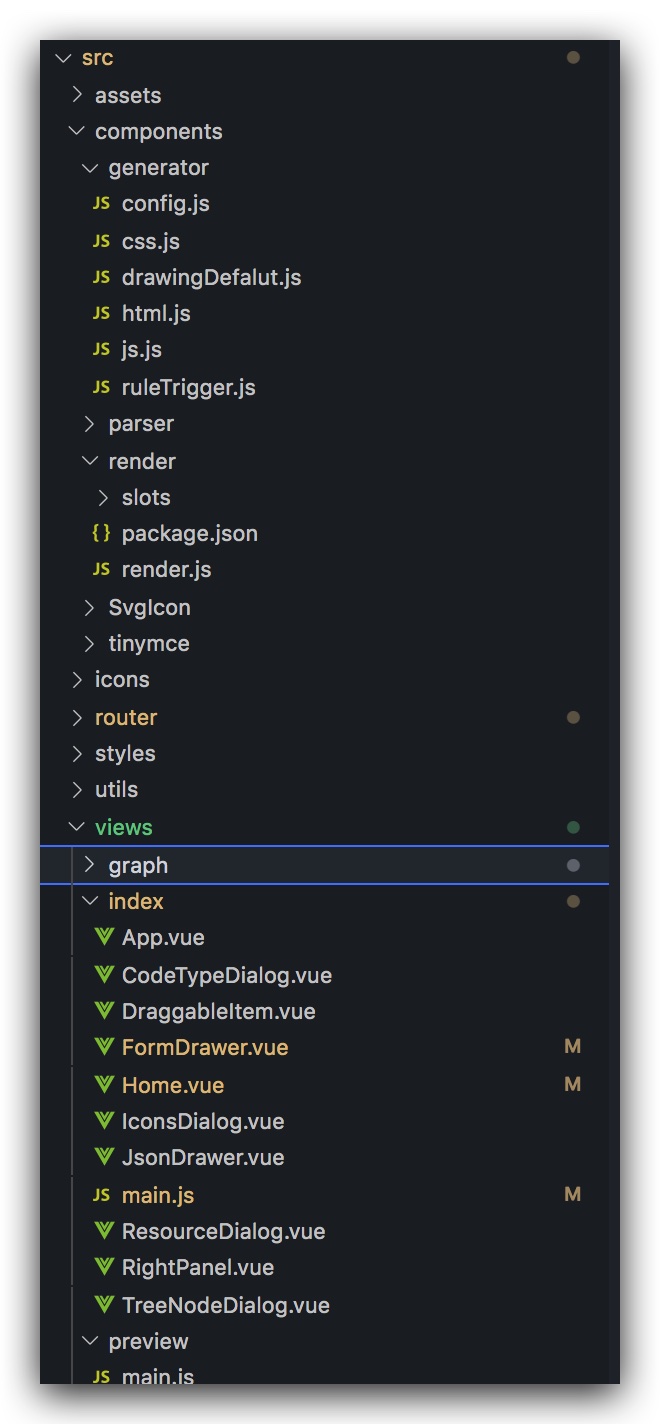 src
assets
components
generator
JS config.js
JS css.js
JS drawingDefalut.js
JS html.js
JS js.js
JS ruleTrigger.js
parser
render
slots
{} package.json
JS render.js
SvgIcon
tinymce
icons
router
styles
utils
views
graph
index
App.vue
CodeTypeDialog.vue
DraggableItem.vue
FormDrawer.vue M
Home.vue M
IconsDialog.vue
JsonDrawer.vue
JS main.js M
ResourceDialog.vue
RightPanel.vue
TreeNodeDialog.vue
preview
JS main.js